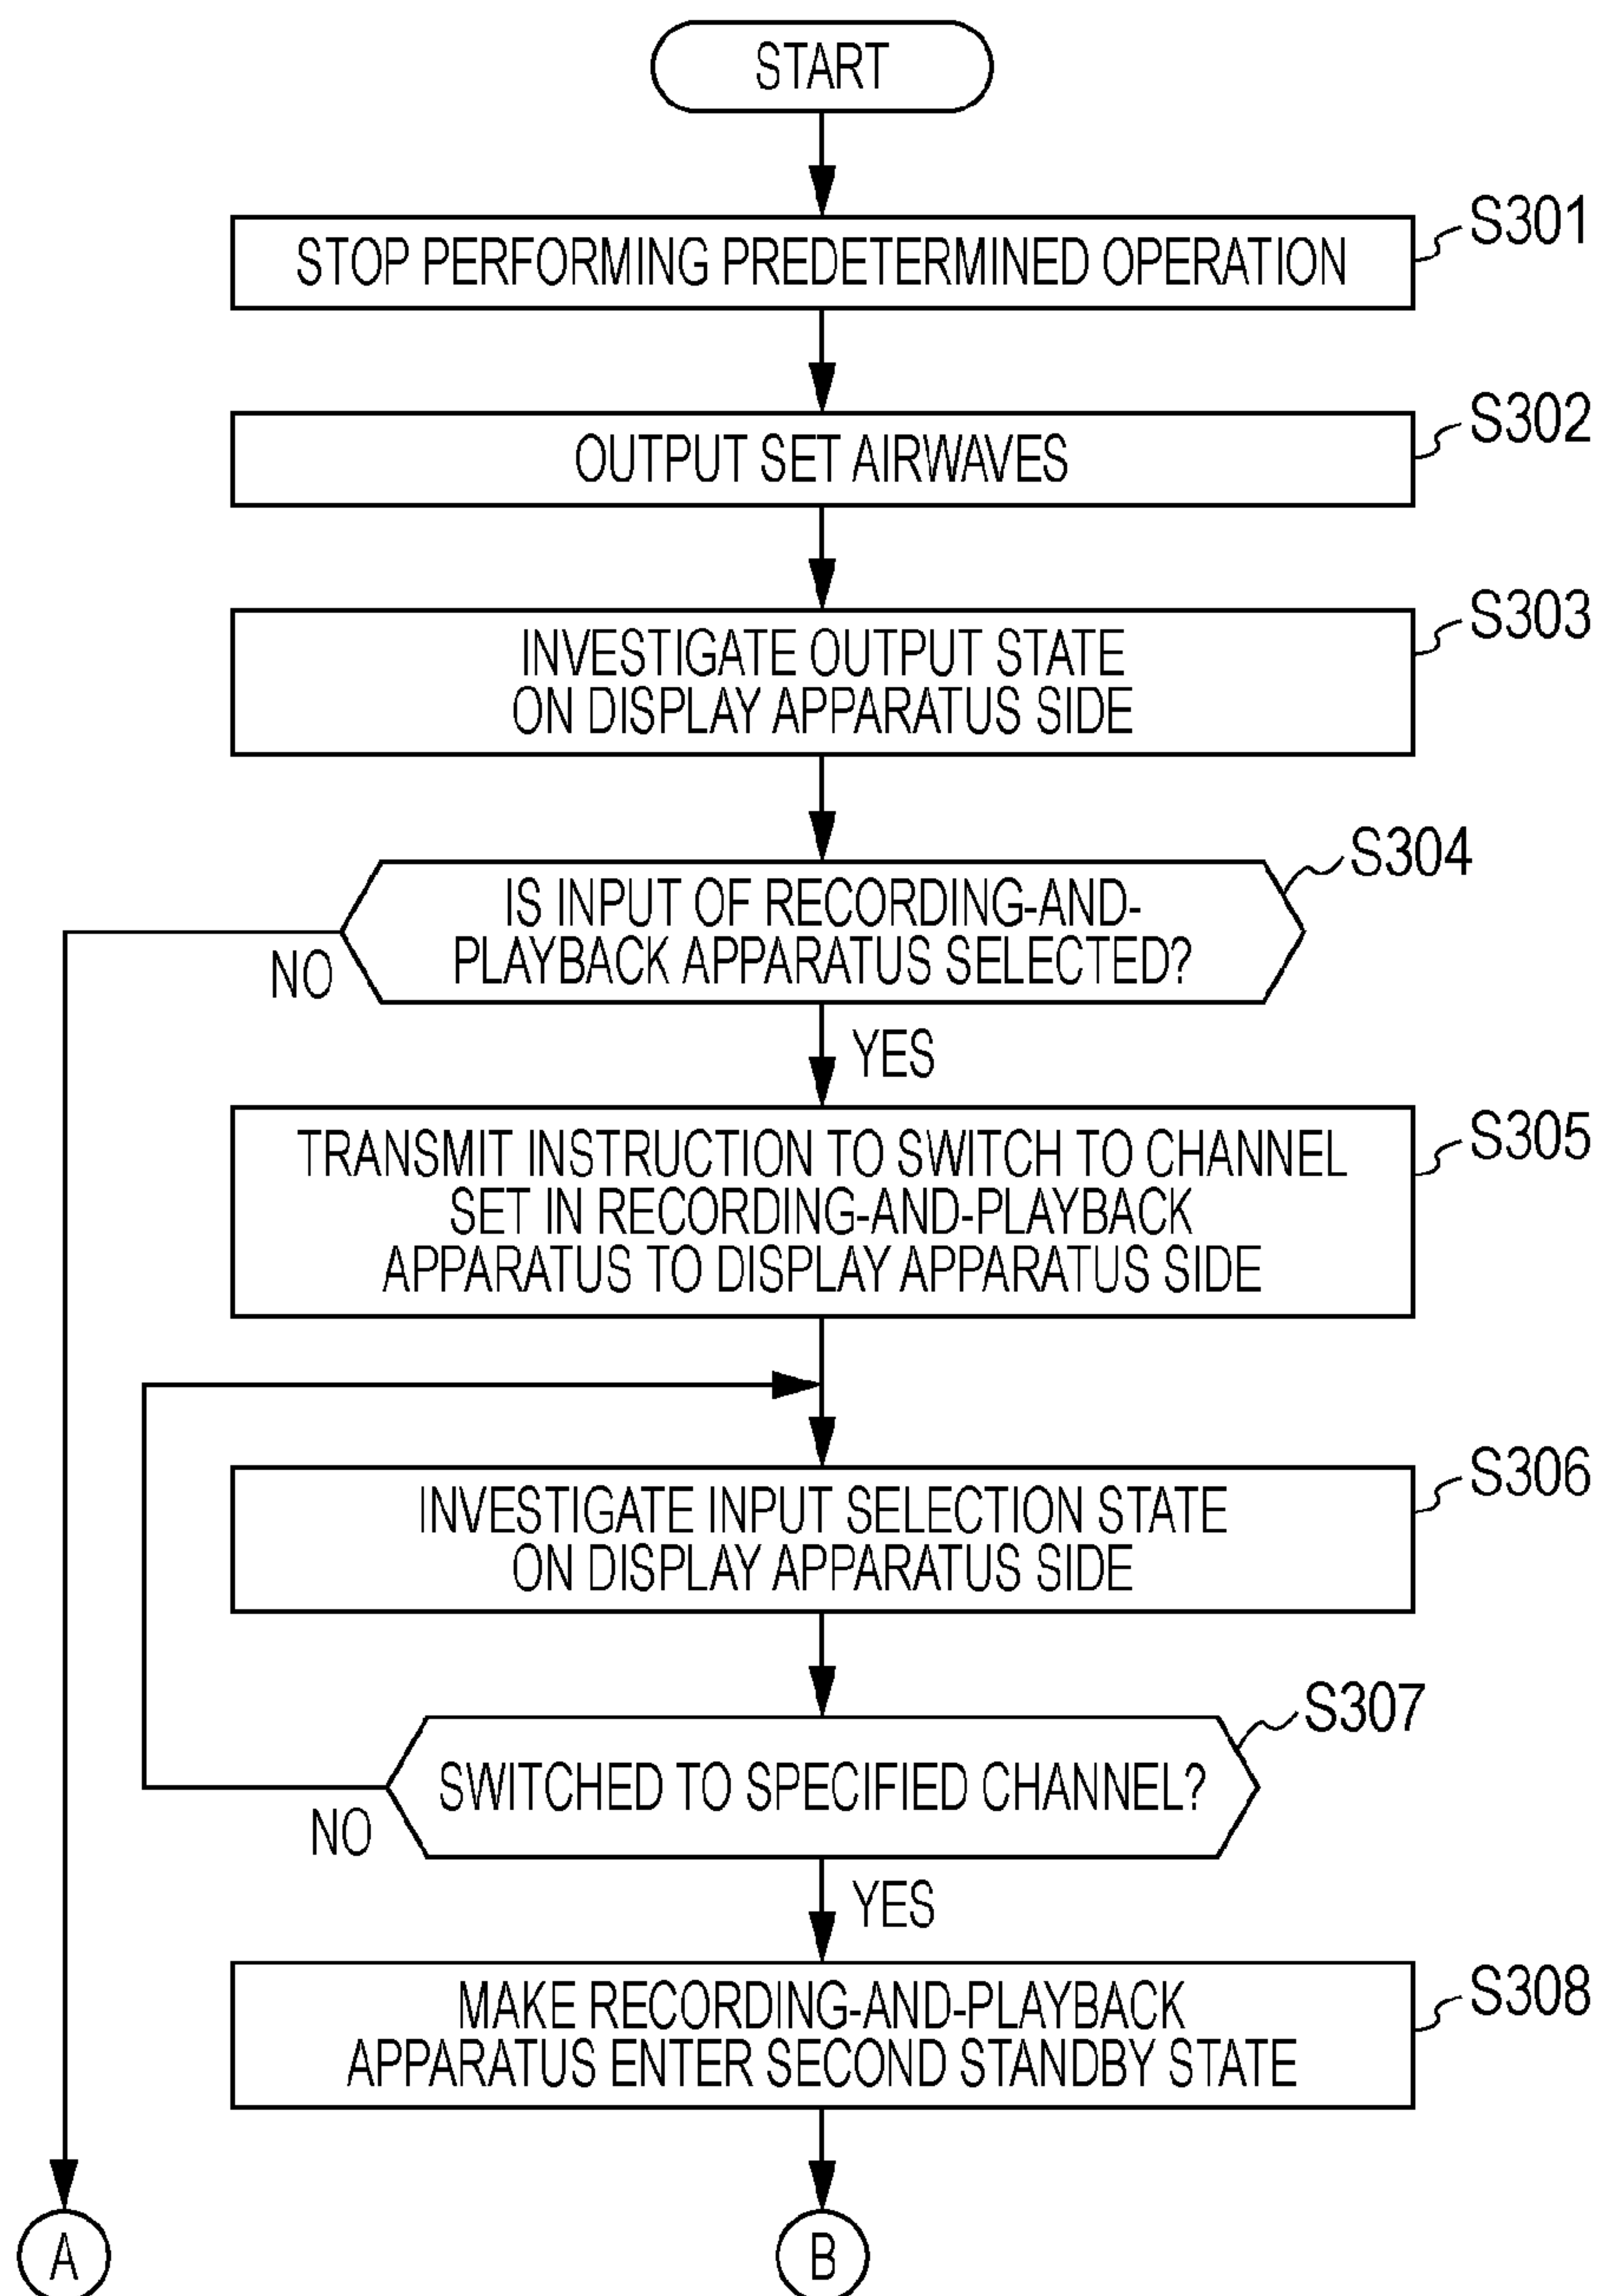 START
S301
STOP PERFORMING PREDETERMINED OPERATION
S302
OUTPUT SET AIRWAVES
S303
INVESTIGATE OUTPUT STATE
ON DISPLAY APPARATUS SIDE
S304
IS INPUT OF RECORDING-AND-
PLAYBACK APPARATUS SELECTED?
NO
YES
S305
TRANSMIT INSTRUCTION TO SWITCH TO CHANNEL
SET IN RECORDING-AND-PLAYBACK
APPARATUS TO DISPLAY APPARATUS SIDE
S306
INVESTIGATE INPUT SELECTION STATE
ON DISPLAY APPARATUS SIDE
S307
SWITCHED TO SPECIFIED CHANNEL?
NO
YES
S308
MAKE RECORDING-AND-PLAYBACK
APPARATUS ENTER SECOND STANDBY STATE
A
B